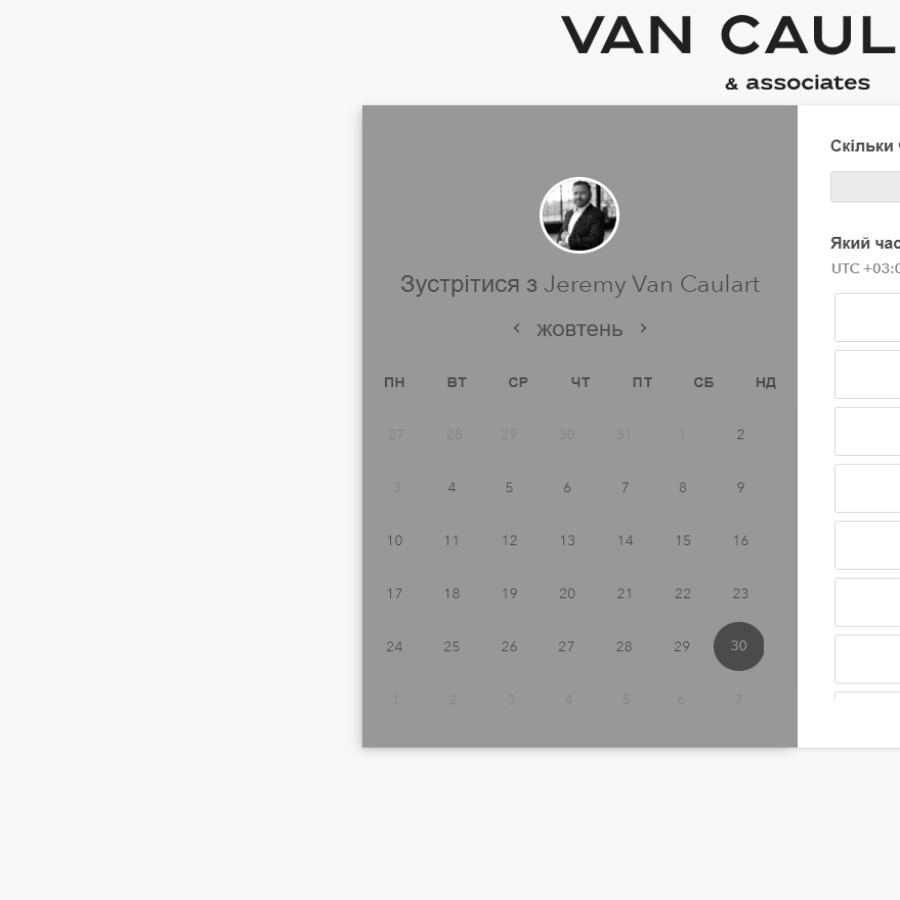 VAN CAUL
& associates
Зустрітися з Jeremy Van Caulart
жовтень
ПН ВТ СР ЧТ ПТ СБ НД
27 28 29 30 31 1 2
3 4 5 6 7 8 9
10 11 12 13 14 15 16
17 18 19 20 21 22 23
24 25 26 27 28 29 30
1 2 3 4 5 6 7
Скільки
Який час
UTC +03:0